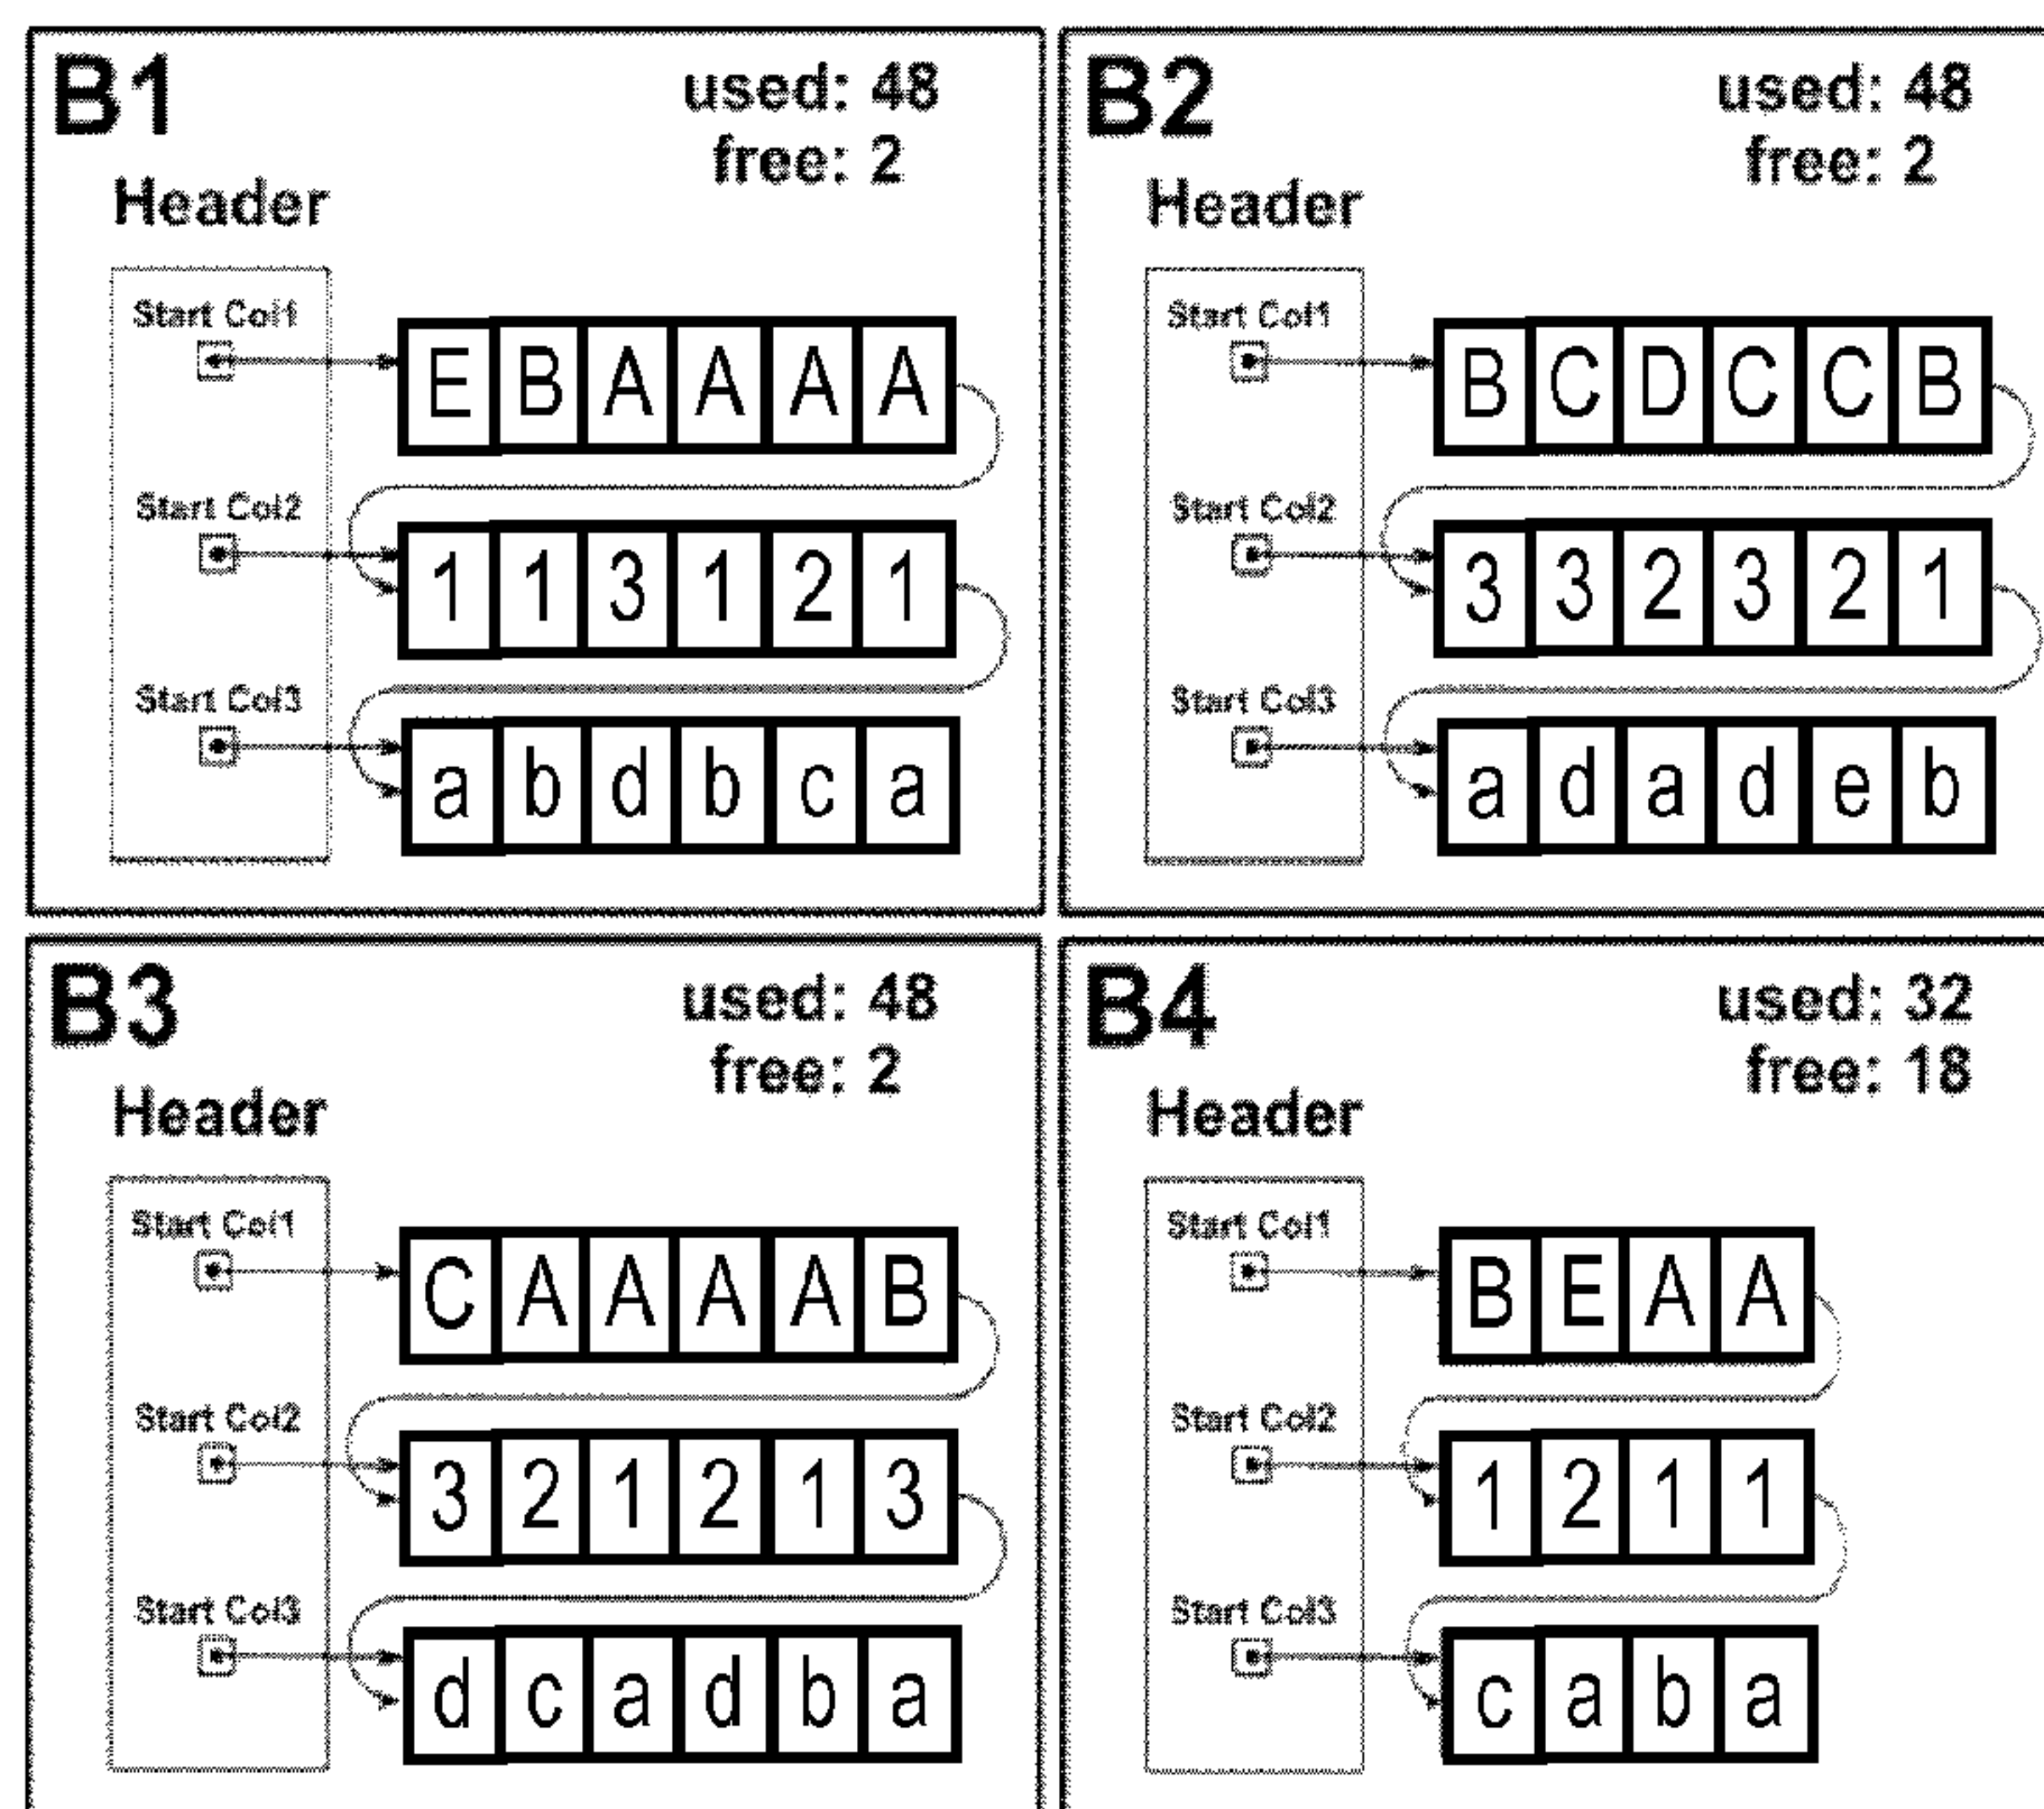 B1
used: 48
free: 2
Header
Start Col1
E B A A A A
Start Col2
1 1 3 1 2 1
Start Col3
a b d b c a
B2
used: 48
free: 2
Header
Start Col1
B C D C C B
Start Col2
3 3 2 3 2 1
Start Col3
a d a d e b
B3
used: 48
free: 2
Header
Start Col1
C A A A A B
Start Col2
3 2 1 2 1 3
Start Col3
d c a d b a
B4
used: 32
free: 18
Header
Start Col1
B E A A
Start Col2
1 2 1 1
Start Col3
c a b a